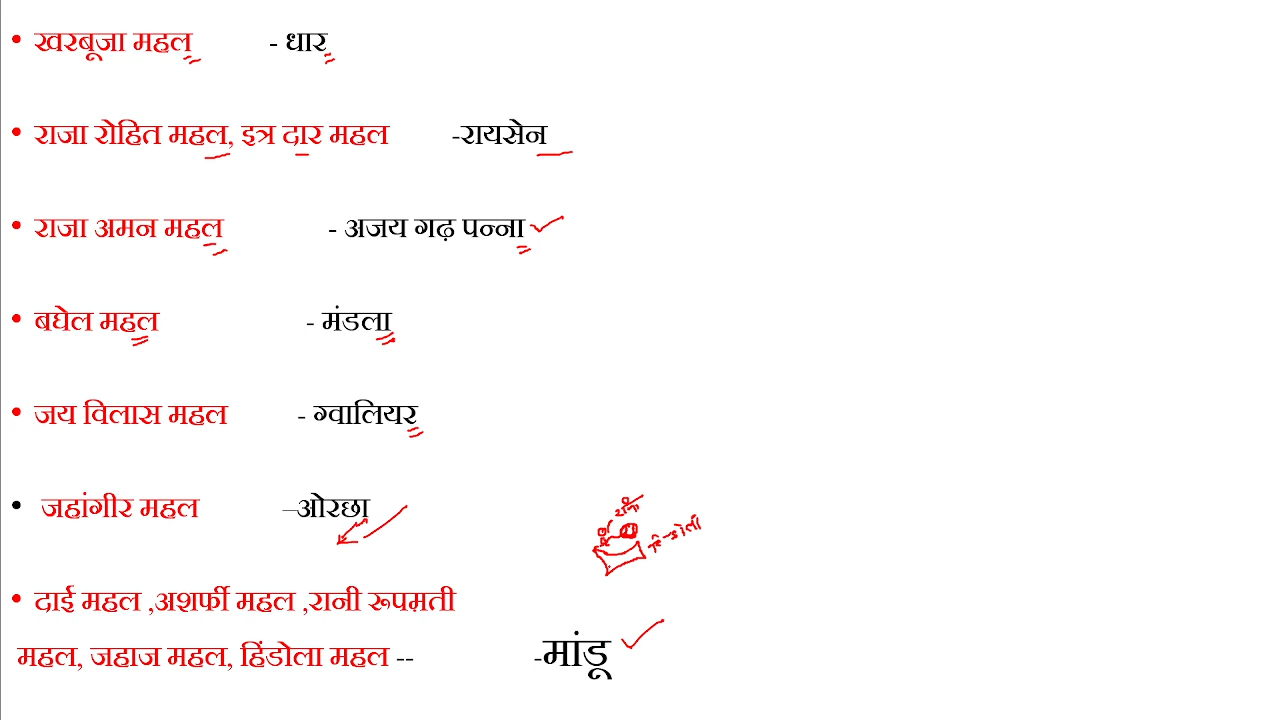 • खरबूजा महल - धार
• राजा रोहित महल, इत्र दार महल -रायसेन
• राजा अमन महल - अजय गढ़ पन्ना
• बघेल महल - मंडला
• जय विलास महल - ग्वालियर
• जहांगीर महल –ओरछा
• दाई महल ,अशर्फी महल ,रानी रूपमती
महल, जहाज महल, हिंडोला महल -- -मांडू